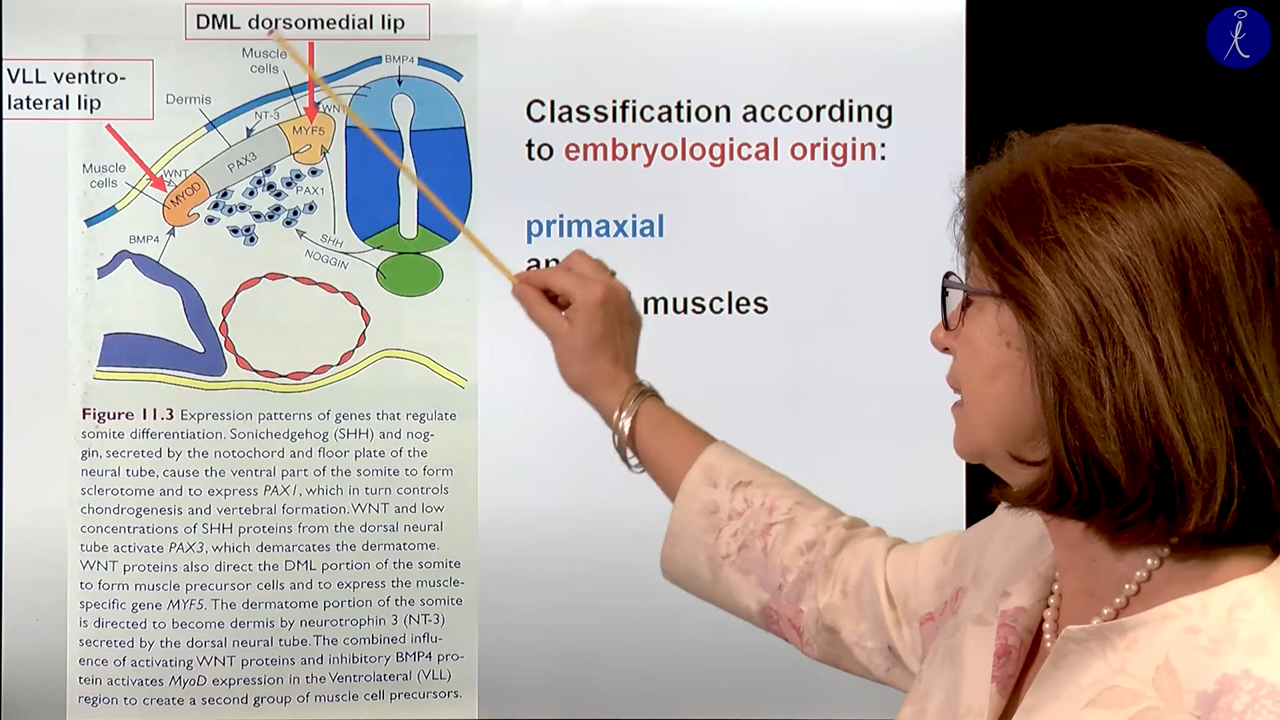 DML dorsomedial lip
VLL ventro-
lateral lip
Muscle
cells
BMP4
Dermis
NT-3
WNT
MYF5
PAX3
Muscle
cells
WNT
MYOD
PAX1
BMP4
SHH
NOGGIN
Classification according
to embryological origin:
primaxial
muscles
Figure 11.3 Expression patterns of genes that regulate
somite differentiation. Sonichedgehog (SHH) and nog-
gin, secreted by the notochord and floor plate of the
neural tube, cause the ventral part of the somite to form
sclerotome and to express PAX1, which in turn controls
chondrogenesis and vertebral formation. WNT and low
concentrations of SHH proteins from the dorsal neural
tube activate PAX3, which demarcates the dermatome.
WNT proteins also direct the DML portion of the somite
to form muscle precursor cells and to express the muscle-
specific gene MYF5. The dermatome portion of the somite
is directed to become dermis by neurotrophin 3 (NT-3)
secreted by the dorsal neural tube. The combined influ-
ence of activating WNT proteins and inhibitory BMP4 pro-
tein activates MyoD expression in the Ventrolateral (VLL)
region to create a second group of muscle cell precursors.